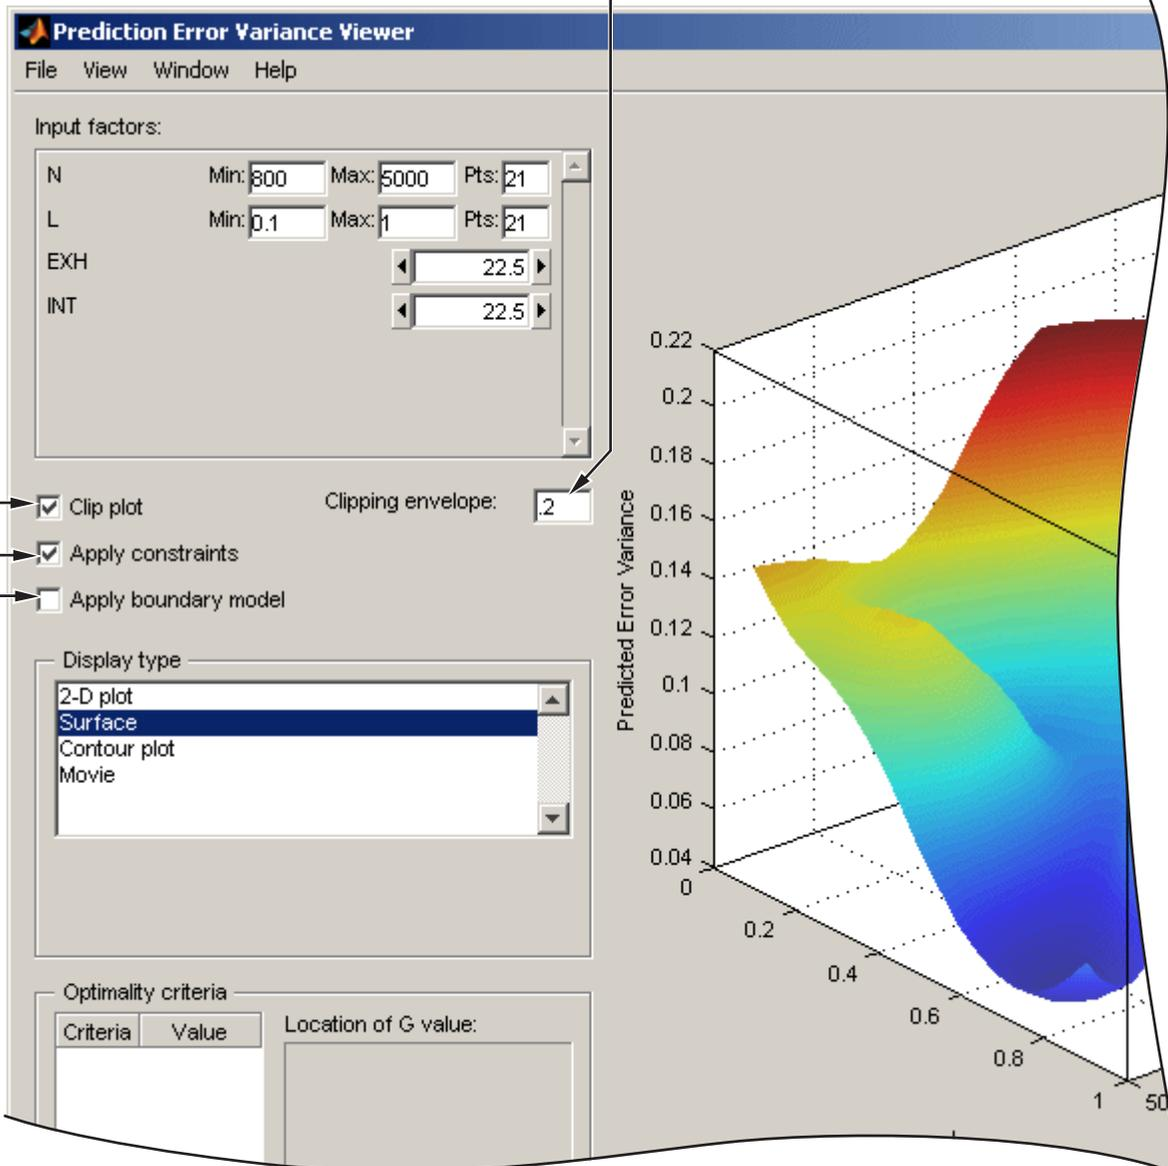 Prediction Error Variance Viewer
File View Window Help
Input factors:
N Min: 800 Max: 5000 Pts: 21
L Min: 0.1 Max: 1 Pts: 21
EXH 22.5
INT 22.5
Clip plot Clipping envelope: .2
Apply constraints
Apply boundary model
Display type
2-D plot
Surface
Contour plot
Movie
Optimality criteria
Criteria Value
Location of G value:
Predicted Error Variance
0.22
0.2
0.18
0.16
0.14
0.12
0.1
0.08
0.06
0.04
0
0.2
0.4
0.6
0.8
1